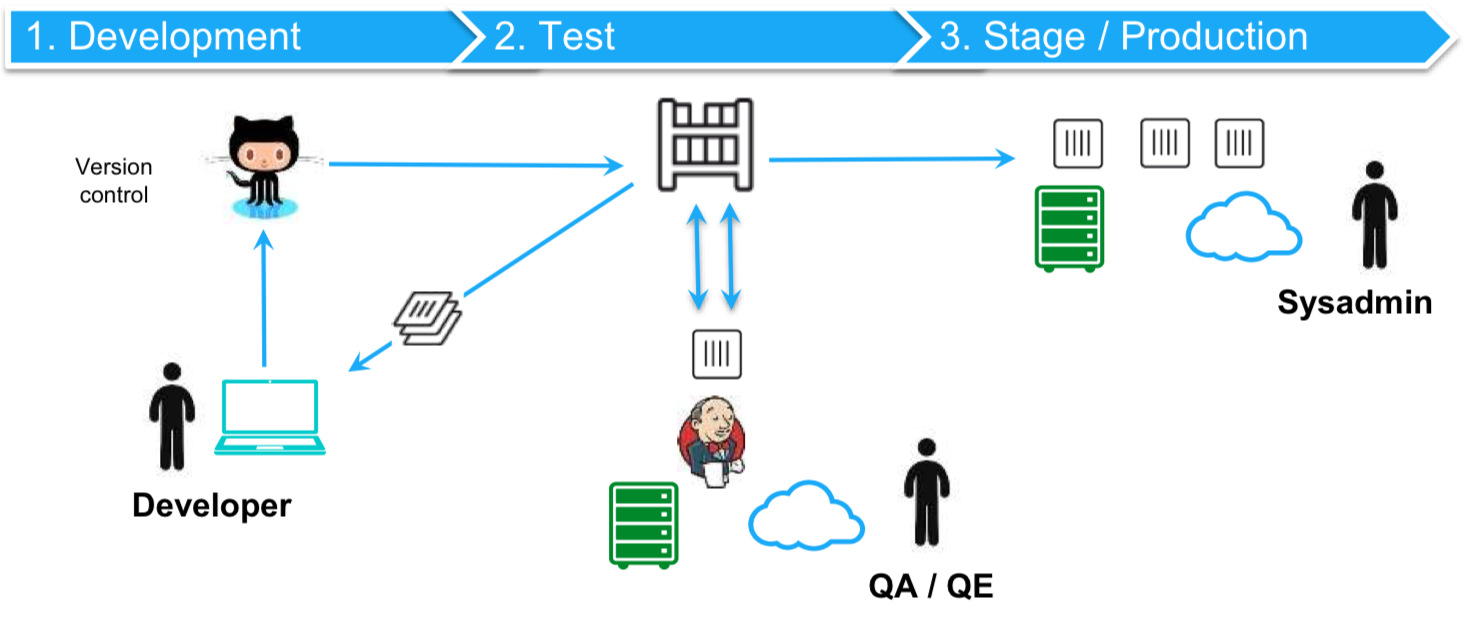 1. Development
2. Test
3. Stage / Production
Version
control
Sysadmin
Developer
QA / QE